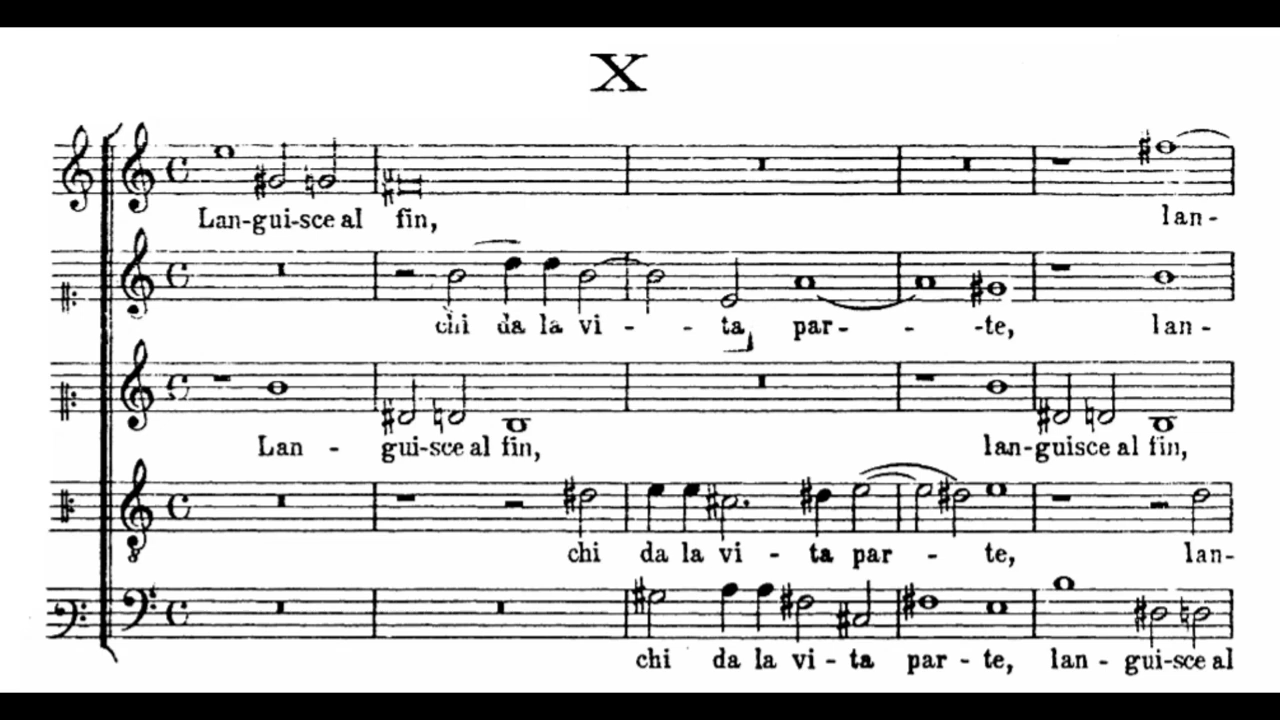 X
Lan-gui-sce al fin, lan-
chi da la vi - - ta par - - -te, lan-
Lan - gui-sce al fin, lan-guisce al fin,
chi da la vi - ta par - te, lan-
chi da la vi - ta par - te, lan - gui-sce al